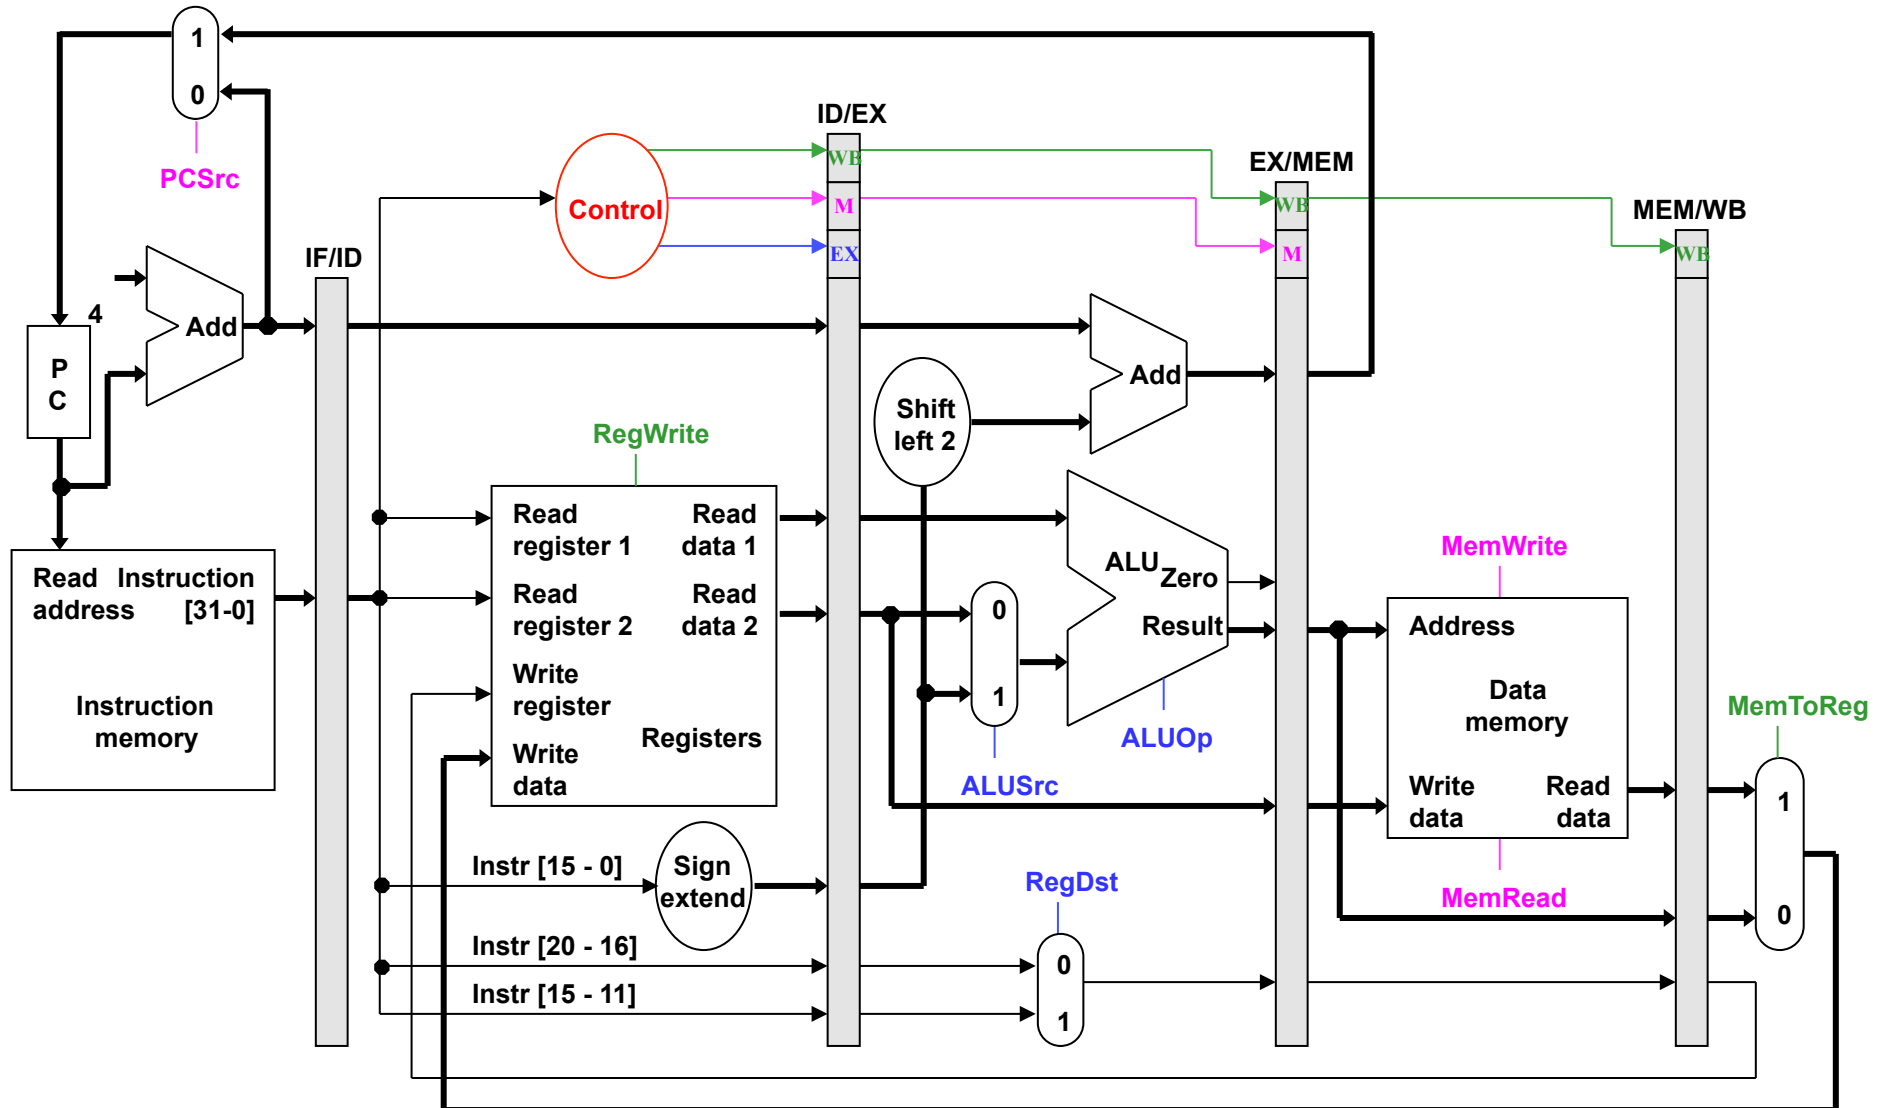 1
0
PCSrc
ID/EX
WB
M
EX
EX/MEM
WB
M
MEM/WB
WB
Control
IF/ID
4
Add
P
C
Add
Shift
left 2
RegWrite
Read
register 1
Read
data 1
Read
register 2
Read
data 2
Write
register
Registers
Write
data
Read
address
Instruction
[31-0]
Instruction
memory
0
1
ALUSrc
ALU
Zero
Result
ALUOp
MemWrite
Address
Data
memory
Write
data
Read
data
MemRead
MemToReg
1
0
Instr [15 - 0]
Sign
extend
Instr [20 - 16]
Instr [15 - 11]
RegDst
0
1